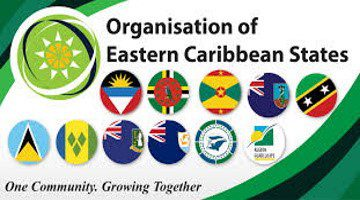 Organisation of
Eastern Caribbean States
One Community. Growing Together